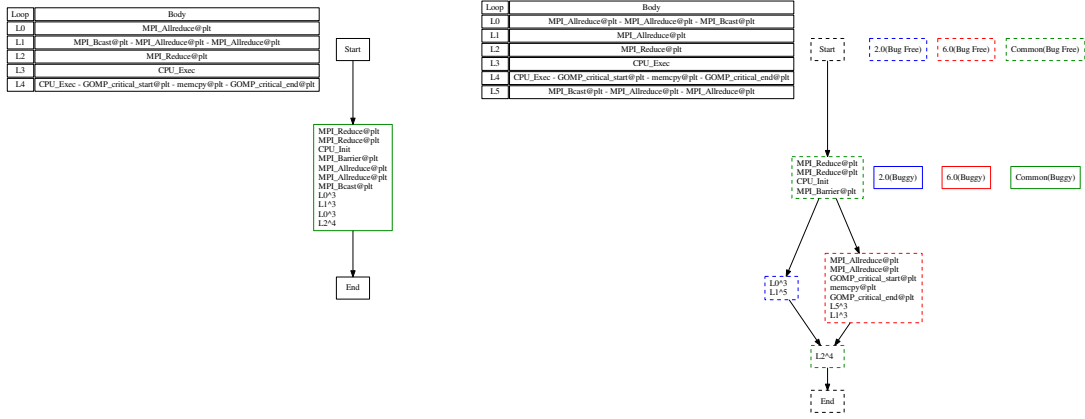 Loop Body
L0 MPI_Allreduce@plt
L1 MPI_Bcast@plt - MPI_Allreduce@plt - MPI_Allreduce@plt
L2 MPI_Reduce@plt
L3 CPU_Exec
L4 CPU_Exec - GOMP_critical_start@plt - memcpy@plt - GOMP_critical_end@plt
Start
MPI_Reduce@plt
MPI_Reduce@plt
CPU_Init
MPI_Barrier@plt
MPI_Allreduce@plt
MPI_Allreduce@plt
MPI_Bcast@plt
L0^3
L1^3
L0^3
L2^4
End
Loop Body
L0 MPI_Allreduce@plt - MPI_Allreduce@plt - MPI_Bcast@plt
L1 MPI_Allreduce@plt
L2 MPI_Reduce@plt
L3 CPU_Exec
L4 CPU_Exec - GOMP_critical_start@plt - memcpy@plt - GOMP_critical_end@plt
L5 MPI_Bcast@plt - MPI_Allreduce@plt - MPI_Allreduce@plt
Start
2.0(Bug Free)
6.0(Bug Free)
Common(Bug Free)
MPI_Reduce@plt
MPI_Reduce@plt
CPU_Init
MPI_Barrier@plt
2.0(Buggy)
6.0(Buggy)
Common(Buggy)
L0^3
L1^5
MPI_Allreduce@plt
MPI_Allreduce@plt
GOMP_critical_start@plt
memcpy@plt
GOMP_critical_end@plt
L5^3
L1^3
L2^4
End